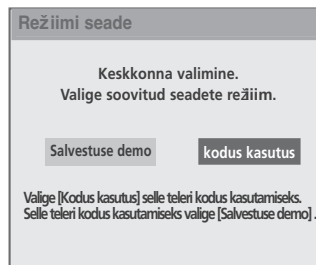 Režiimi seade
Keskkonna valimine.
Valige soovitud seadete režiim.
Salvestuse demo
kodus kasutus
Valige [Kodus kasutus] selle teleri kodus kasutamiseks.
Selle teleri kodus kasutamiseks valige [Salvestuse demo] .